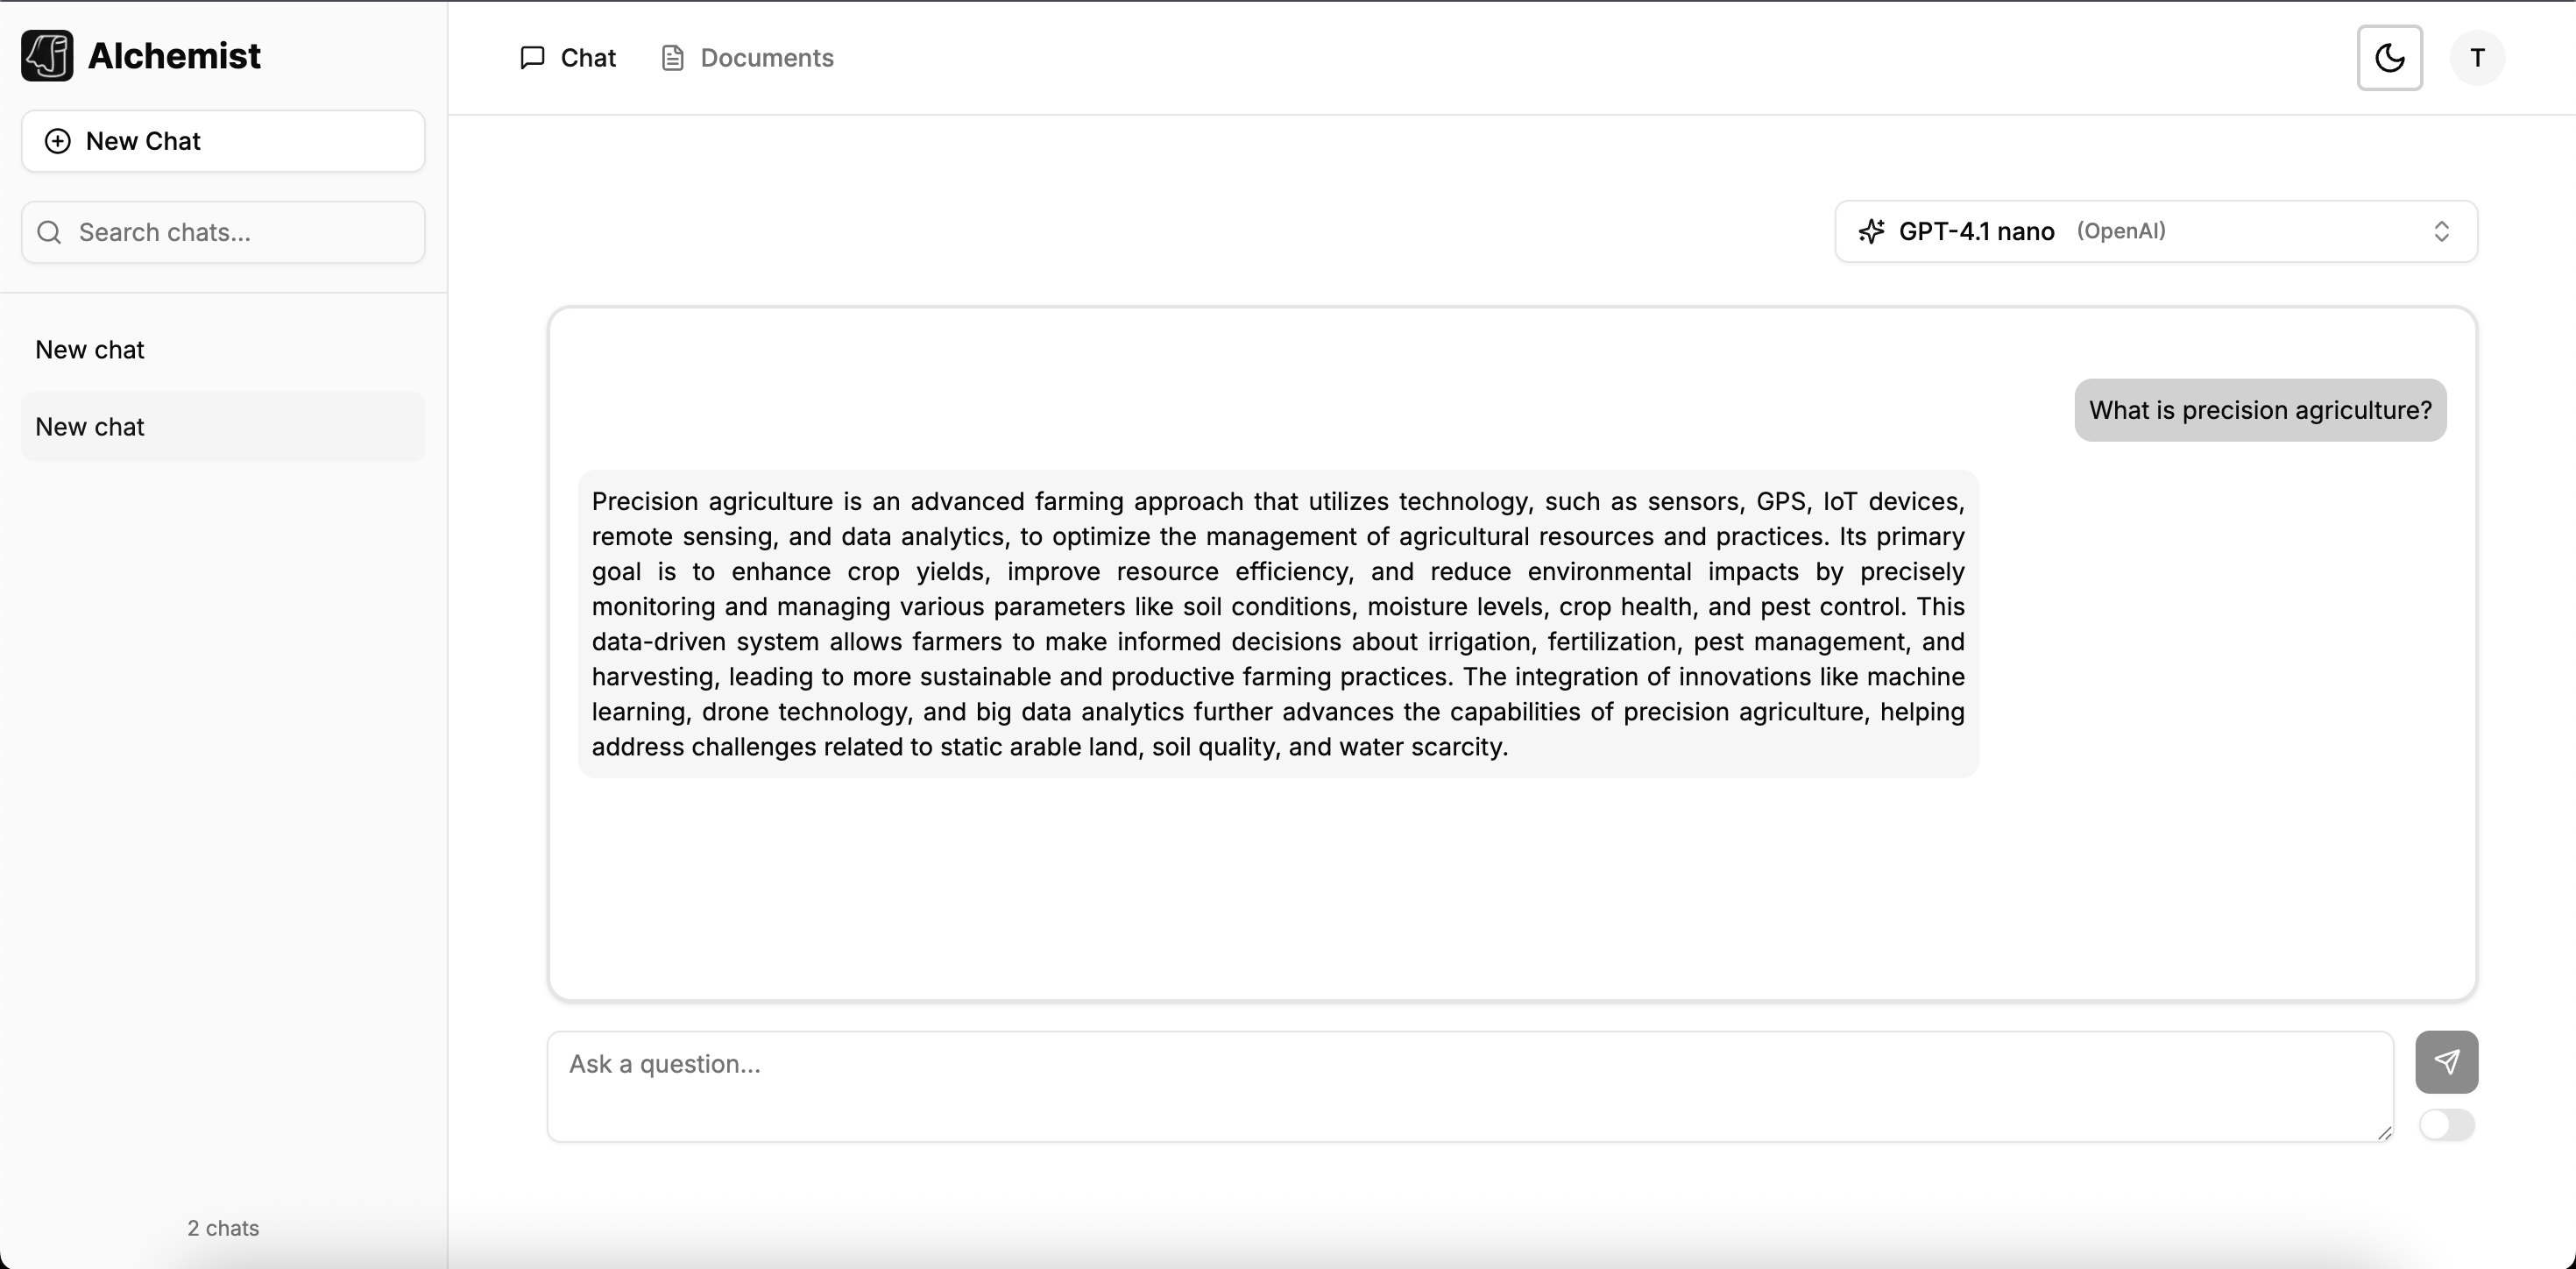 Alchemist
New Chat
Search chats...
New chat
New chat
2 chats
Chat
Documents
T
GPT-4.1 nano (OpenAI)
What is precision agriculture?
Precision agriculture is an advanced farming approach that utilizes technology, such as sensors, GPS, IoT devices,
remote sensing, and data analytics, to optimize the management of agricultural resources and practices. Its primary
goal is to enhance crop yields, improve resource efficiency, and reduce environmental impacts by precisely
monitoring and managing various parameters like soil conditions, moisture levels, crop health, and pest control. This
data-driven system allows farmers to make informed decisions about irrigation, fertilization, pest management, and
harvesting, leading to more sustainable and productive farming practices. The integration of innovations like machine
learning, drone technology, and big data analytics further advances the capabilities of precision agriculture, helping
address challenges related to static arable land, soil quality, and water scarcity.
Ask a question...